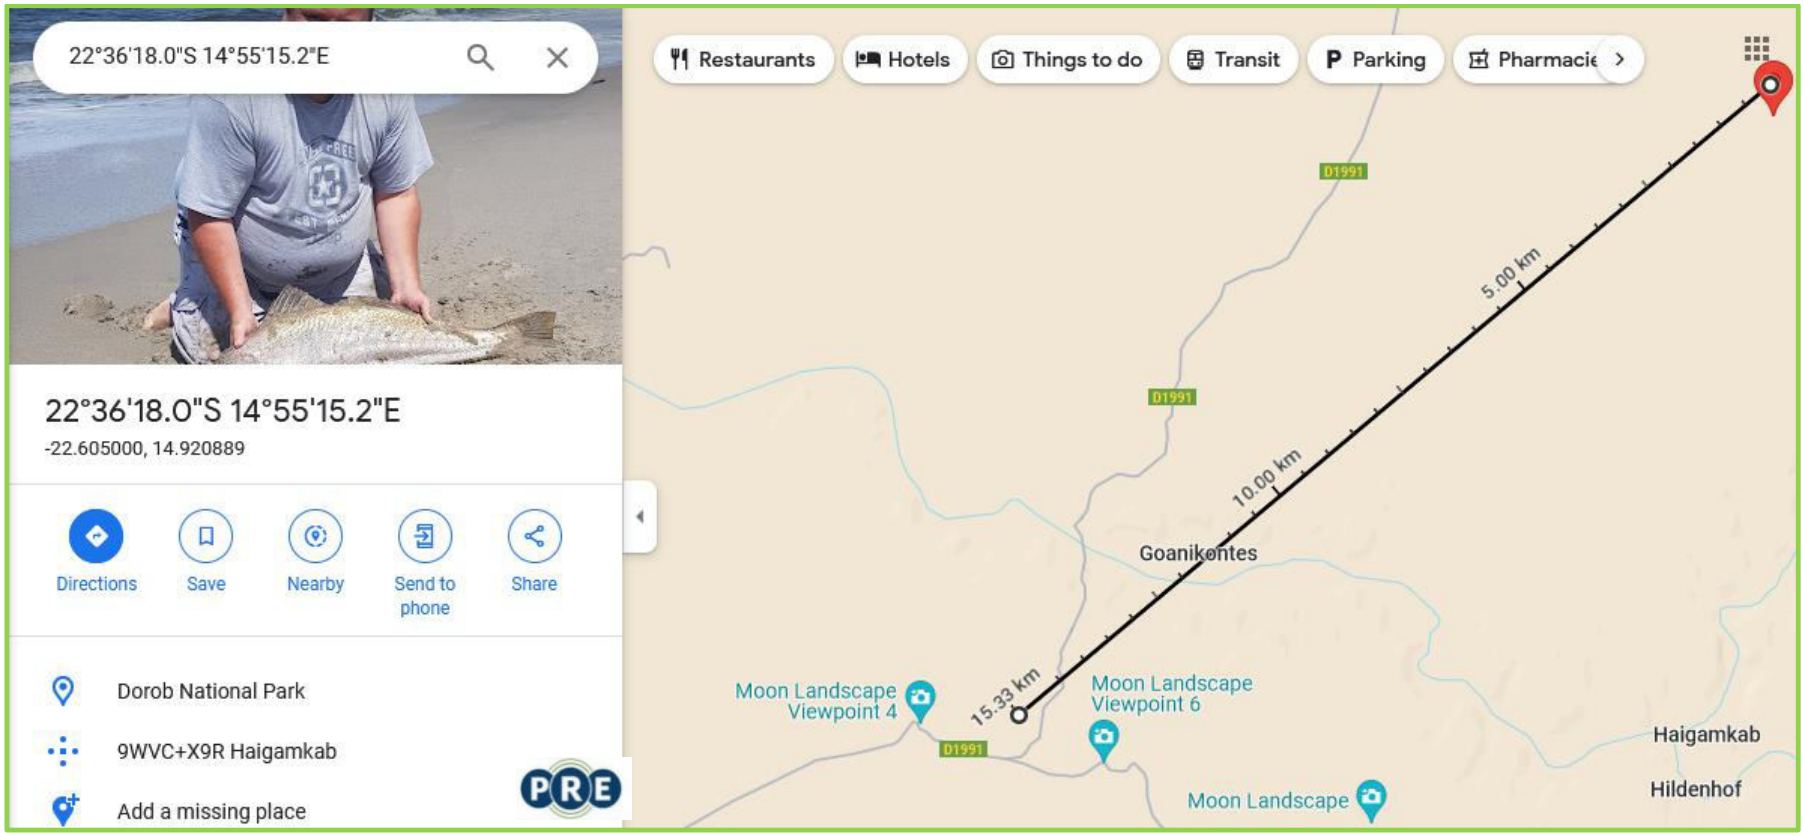 22°36'18.0"S 14°55'15.2"E
22°36'18.0"S 14°55'15.2"E
-22.605000, 14.920889
Directions
Save
Nearby
Send to
phone
Share
Dorob National Park
9WVC+X9R Haigamkab
Add a missing place
PRE
Restaurants
Hotels
Things to do
Transit
P Parking
Pharmacie
D1991
5.00 km
D1991
10.00 km
Goanikontes
15.33 km
Moon Landscape
Viewpoint 4
Moon Landscape
Viewpoint 6
D1991
Haigamkab
Hildenhof
Moon Landscape